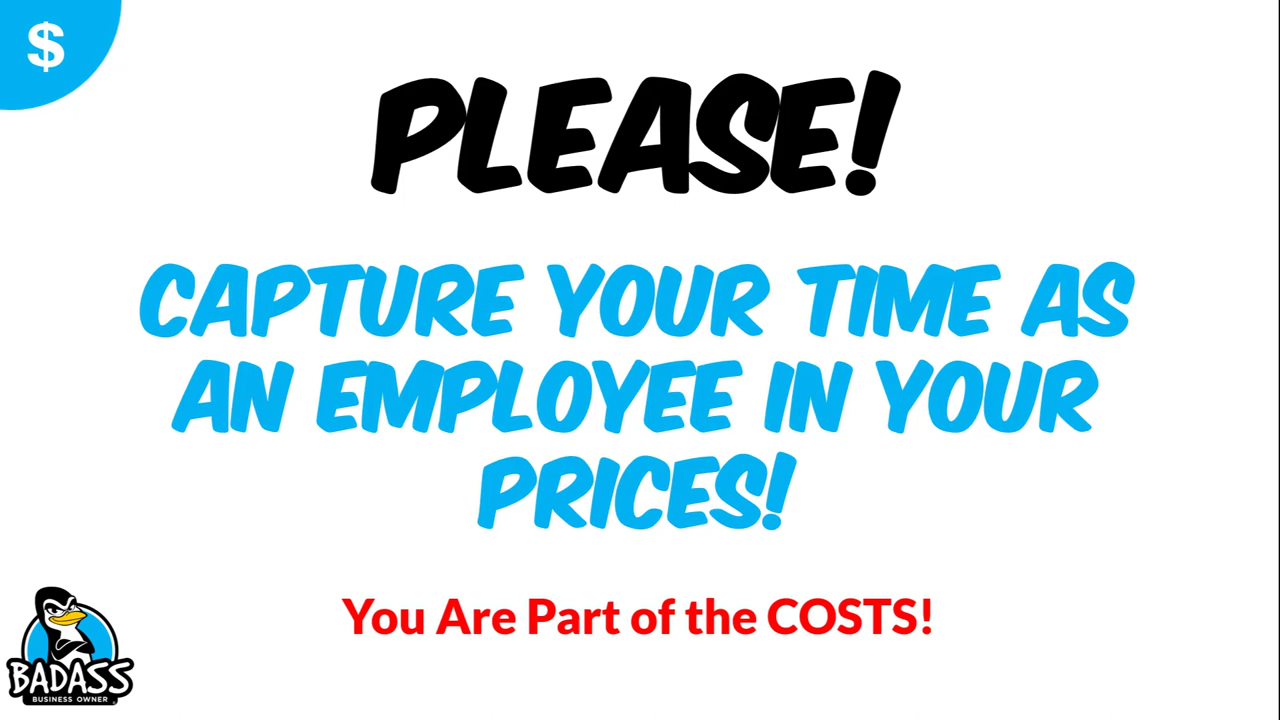 $
PLEASE!
CAPTURE YOUR TIME AS
AN EMPLOYEE IN YOUR
PRICES!
You Are Part of the COSTS!
BADASS
BUSINESS OWNER